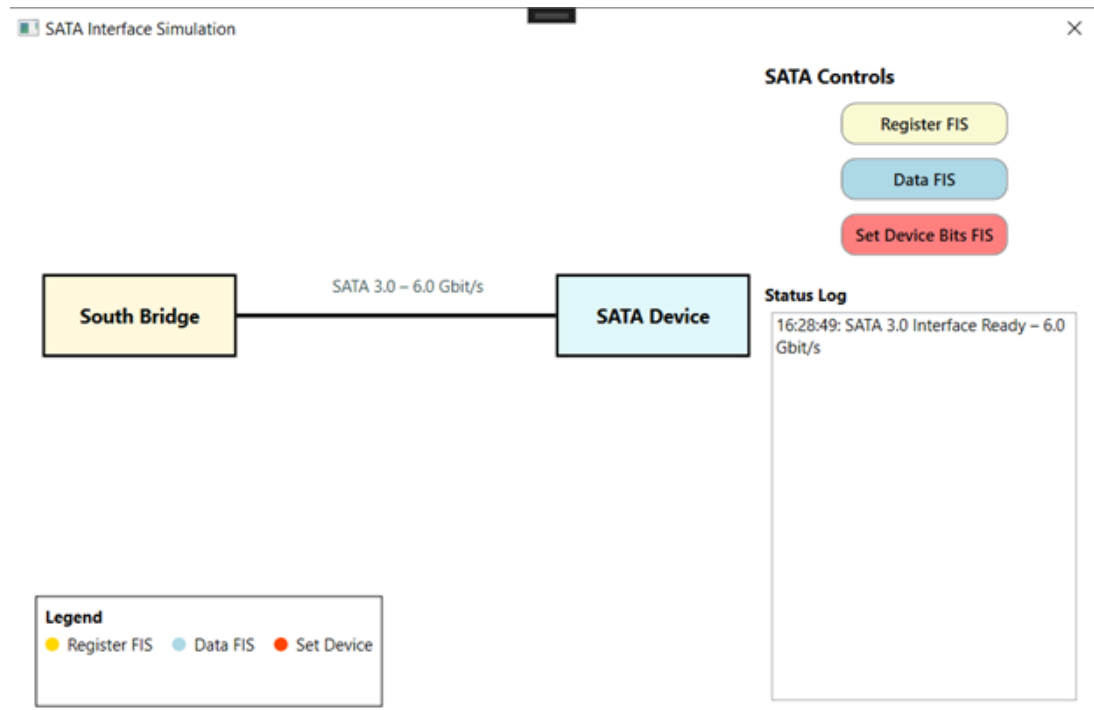 SATA Interface Simulation
SATA Controls
Register FIS
Data FIS
Set Device Bits FIS
SATA 3.0 – 6.0 Gbit/s
South Bridge
SATA Device
Status Log
16:28:49: SATA 3.0 Interface Ready – 6.0
Gbit/s
Legend
Register FIS Data FIS Set Device